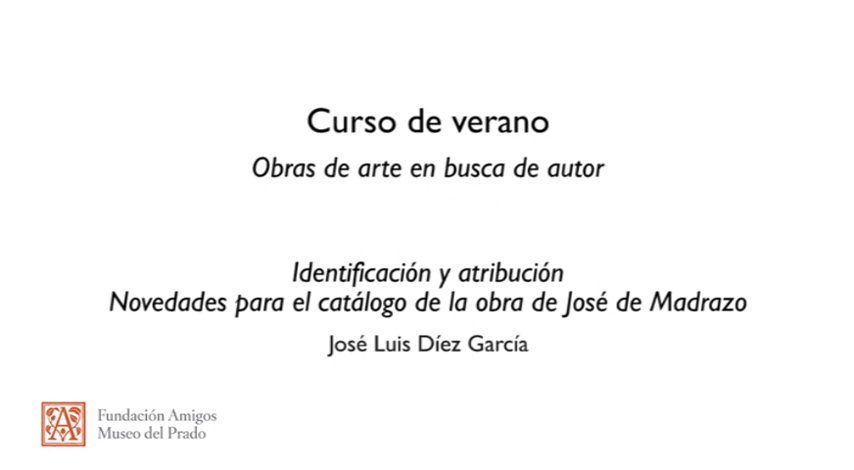 Curso de verano
Obras de arte en busca de autor
Identificación y atribución
Novedades para el catálogo de la obra de José de Madrazo
José Luis Díez García
Fundación Amigos
Museo del Prado